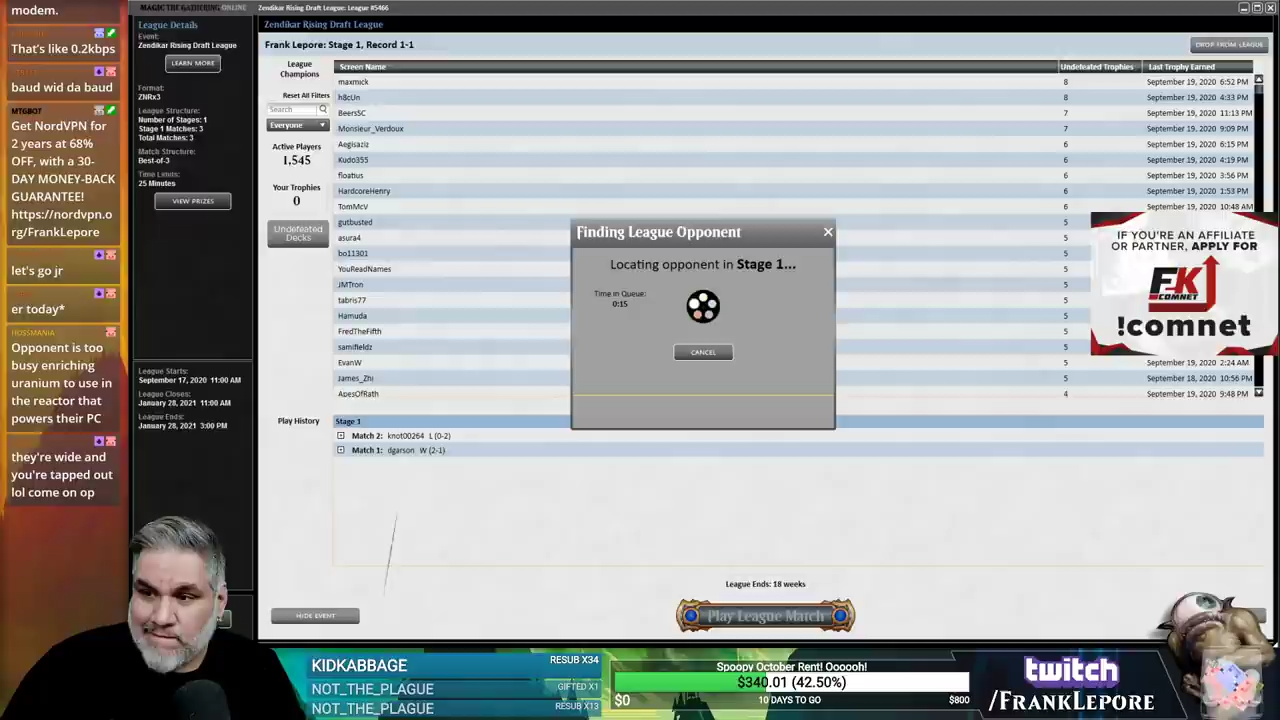 modem.
That's like 0.2kbps
baud wid da baud
MTGBOT
Get NordVPN for
2 years at 68%
OFF, with a 30-
DAY MONEY-BACK
GUARANTEE!
https://nordvpn.o
rg/FrankLepore
let's go jr
er today*
HOSSMANIA
Opponent is too
busy enriching
uranium to use in
the reactor that
powers their PC
they're wide and
you're tapped out
lol come on op
MAGIC THE GATHERING ONLINE
Zendikar Rising Draft League: League #5466
League Details
Event:
Zendikar Rising Draft League
LEARN MORE
Format:
ZNRx3
League Structure:
Number of Stages: 1
Stage 1 Matches: 3
Total Matches: 3
Match Structure:
Best-of-3
Time Limit:
25 Minutes
VIEW PRIZES
League Starts:
September 17, 2020 11:00 AM
League Closes:
January 28, 2021 11:00 AM
League Ends:
January 28, 2021 3:00 PM
Zendikar Rising Draft League
Frank Lepore: Stage 1, Record 1-1
DROP FROM LEAGUE
League
Champions
Reset All Filters
Search
Everyone
Active Players
1,545
Your Trophies
0
Undefeated
Decks
Screen Name Undefeated Trophies Last Trophy Earned
maxmick 8 September 19, 2020 6:52 PM
h8cUn 8 September 19, 2020 4:33 PM
BeersSC 7 September 19, 2020 11:13 PM
Monsieur_Verdoux 7 September 19, 2020 9:09 PM
Aegisaziz 6 September 19, 2020 6:15 PM
Kudo355 6 September 19, 2020 4:19 PM
floatius 6 September 19, 2020 3:56 PM
HardcoreHenry 6 September 19, 2020 1:53 PM
TomMcV 6 September 19, 2020 10:48 AM
gutbusted 5
asura4 5
bo11301 5
YouReadNames 5
JMTron 5
tabris77 5
Hamuda 5
FredTheFifth 5
samifieldz 5
EvanW 5 September 19, 2020 2:24 AM
James_Zhi 5 September 18, 2020 10:56 PM
ApesOfRath 4 September 19, 2020 9:48 PM
Finding League Opponent
Locating opponent in Stage 1...
Time in Queue:
0:15
CANCEL
Play History
Stage 1
Match 2: knot00264 L (0-2)
Match 1: dgarson W (2-1)
League Ends: 18 weeks
HIDE EVENT
Play League Match
IF YOU'RE AN AFFILIATE
OR PARTNER, APPLY FOR
COMNET
!comnet
KIDKABBAGE RESUB X34
NOT_THE_PLAGUE GIFTED X1
NOT_THE_PLAGUE RESUB X13
Spoopy October Rent! Oooooh!
$340.01 (42.50%)
$0 10 DAYS TO GO $800
twitch
/FRANKLEPORE